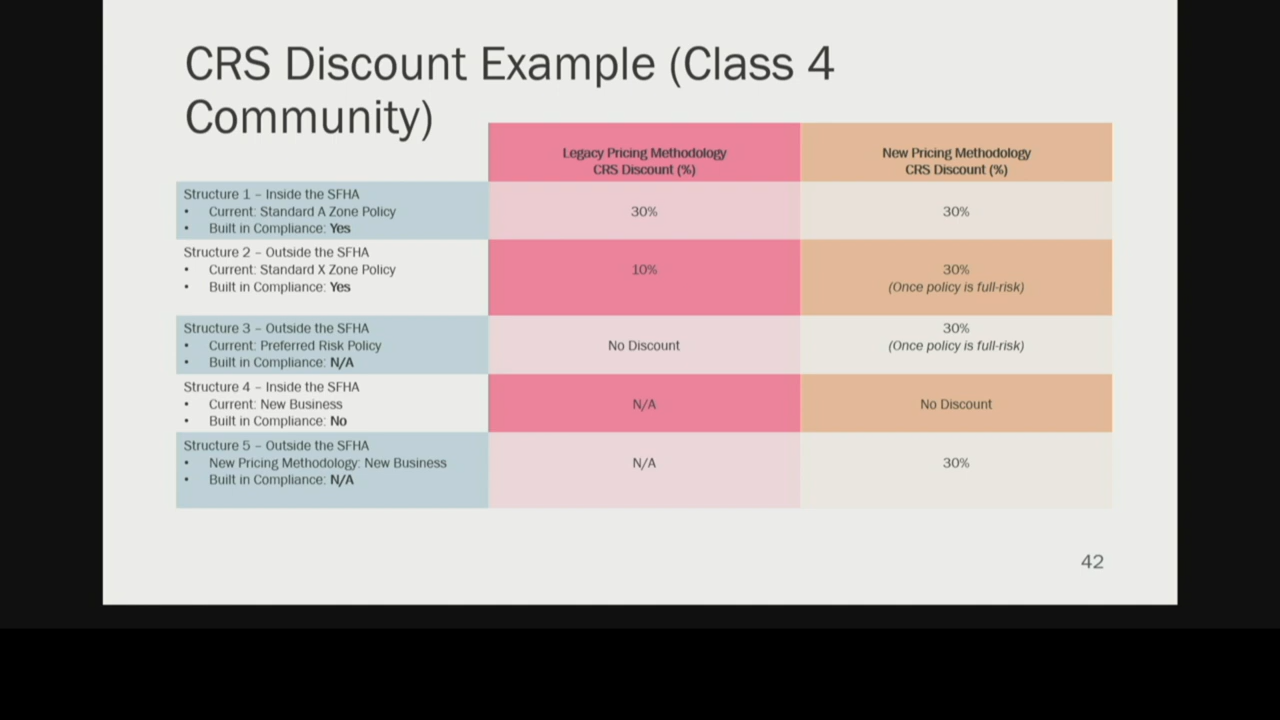 CRS Discount Example (Class 4
Community)
Legacy Pricing Methodology
CRS Discount (%)
New Pricing Methodology
CRS Discount (%)
Structure 1 – Inside the SFHA
• Current: Standard A Zone Policy
• Built in Compliance: Yes
30%
30%
Structure 2 – Outside the SFHA
• Current: Standard X Zone Policy
• Built in Compliance: Yes
10%
30%
(Once policy is full-risk)
Structure 3 – Outside the SFHA
• Current: Preferred Risk Policy
• Built in Compliance: N/A
No Discount
30%
(Once policy is full-risk)
Structure 4 – Inside the SFHA
• Current: New Business
• Built in Compliance: No
N/A
No Discount
Structure 5 – Outside the SFHA
• New Pricing Methodology: New Business
• Built in Compliance: N/A
N/A
30%
42